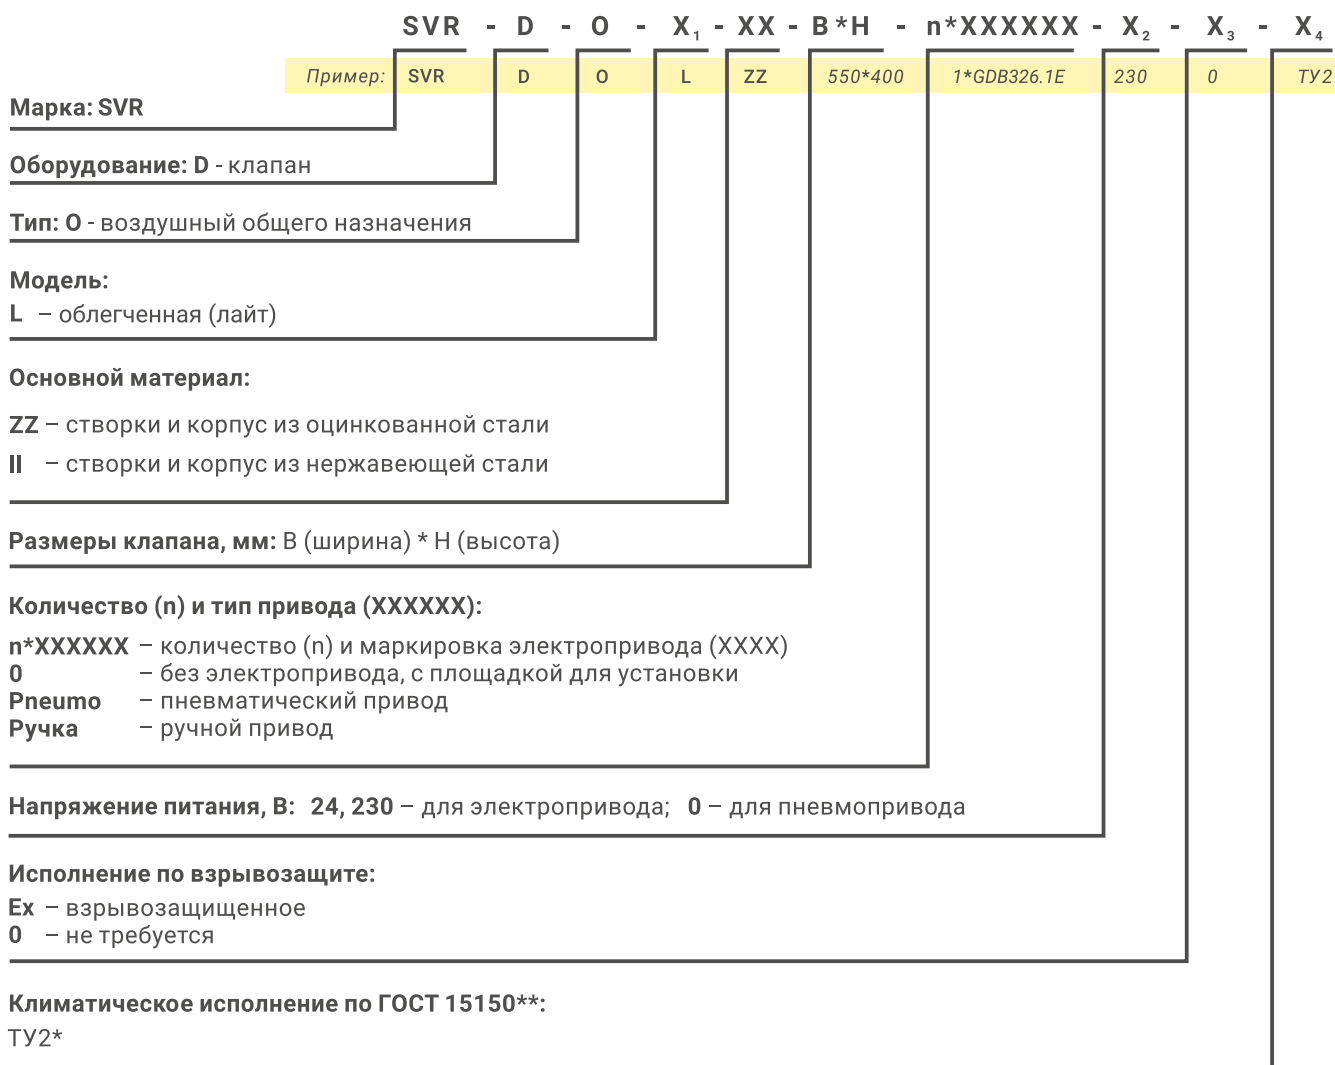 SVR - D - O - X₁ - XX - B*H - n*XXXXXX - X₂ - X₃ - X₄
Пример: SVR D O L ZZ 550*400 1*GDB326.1E 230 0 ТУ2
Марка: SVR
Оборудование: D - клапан
Тип: O - воздушный общего назначения
Модель:
L – облегченная (лайт)
Основной материал:
ZZ – створки и корпус из оцинкованной стали
II – створки и корпус из нержавеющей стали
Размеры клапана, мм: В (ширина) * Н (высота)
Количество (n) и тип привода (XXXXXX):
n*XXXXXX – количество (n) и маркировка электропривода (XXXX)
0 – без электропривода, с площадкой для установки
Pneumo – пневматический привод
Ручка – ручной привод
Напряжение питания, В: 24, 230 – для электропривода; 0 – для пневмопривода
Исполнение по взрывозащите:
Ex – взрывозащищенное
0 – не требуется
Климатическое исполнение по ГОСТ 15150**:
ТУ2*